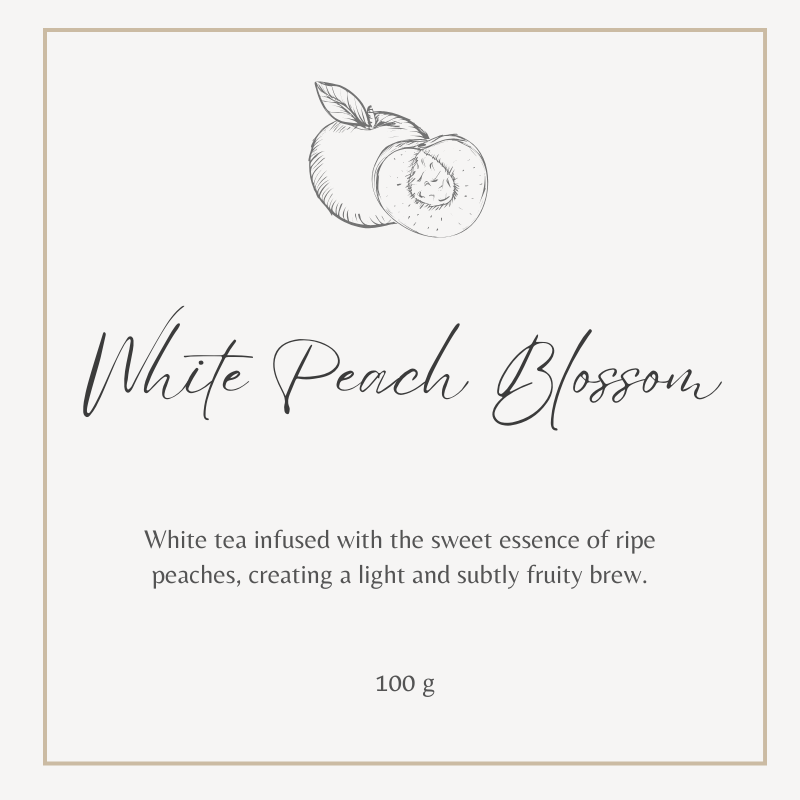 White Peach Blossom
White tea infused with the sweet essence of ripe
peaches, creating a light and subtly fruity brew.
100 g